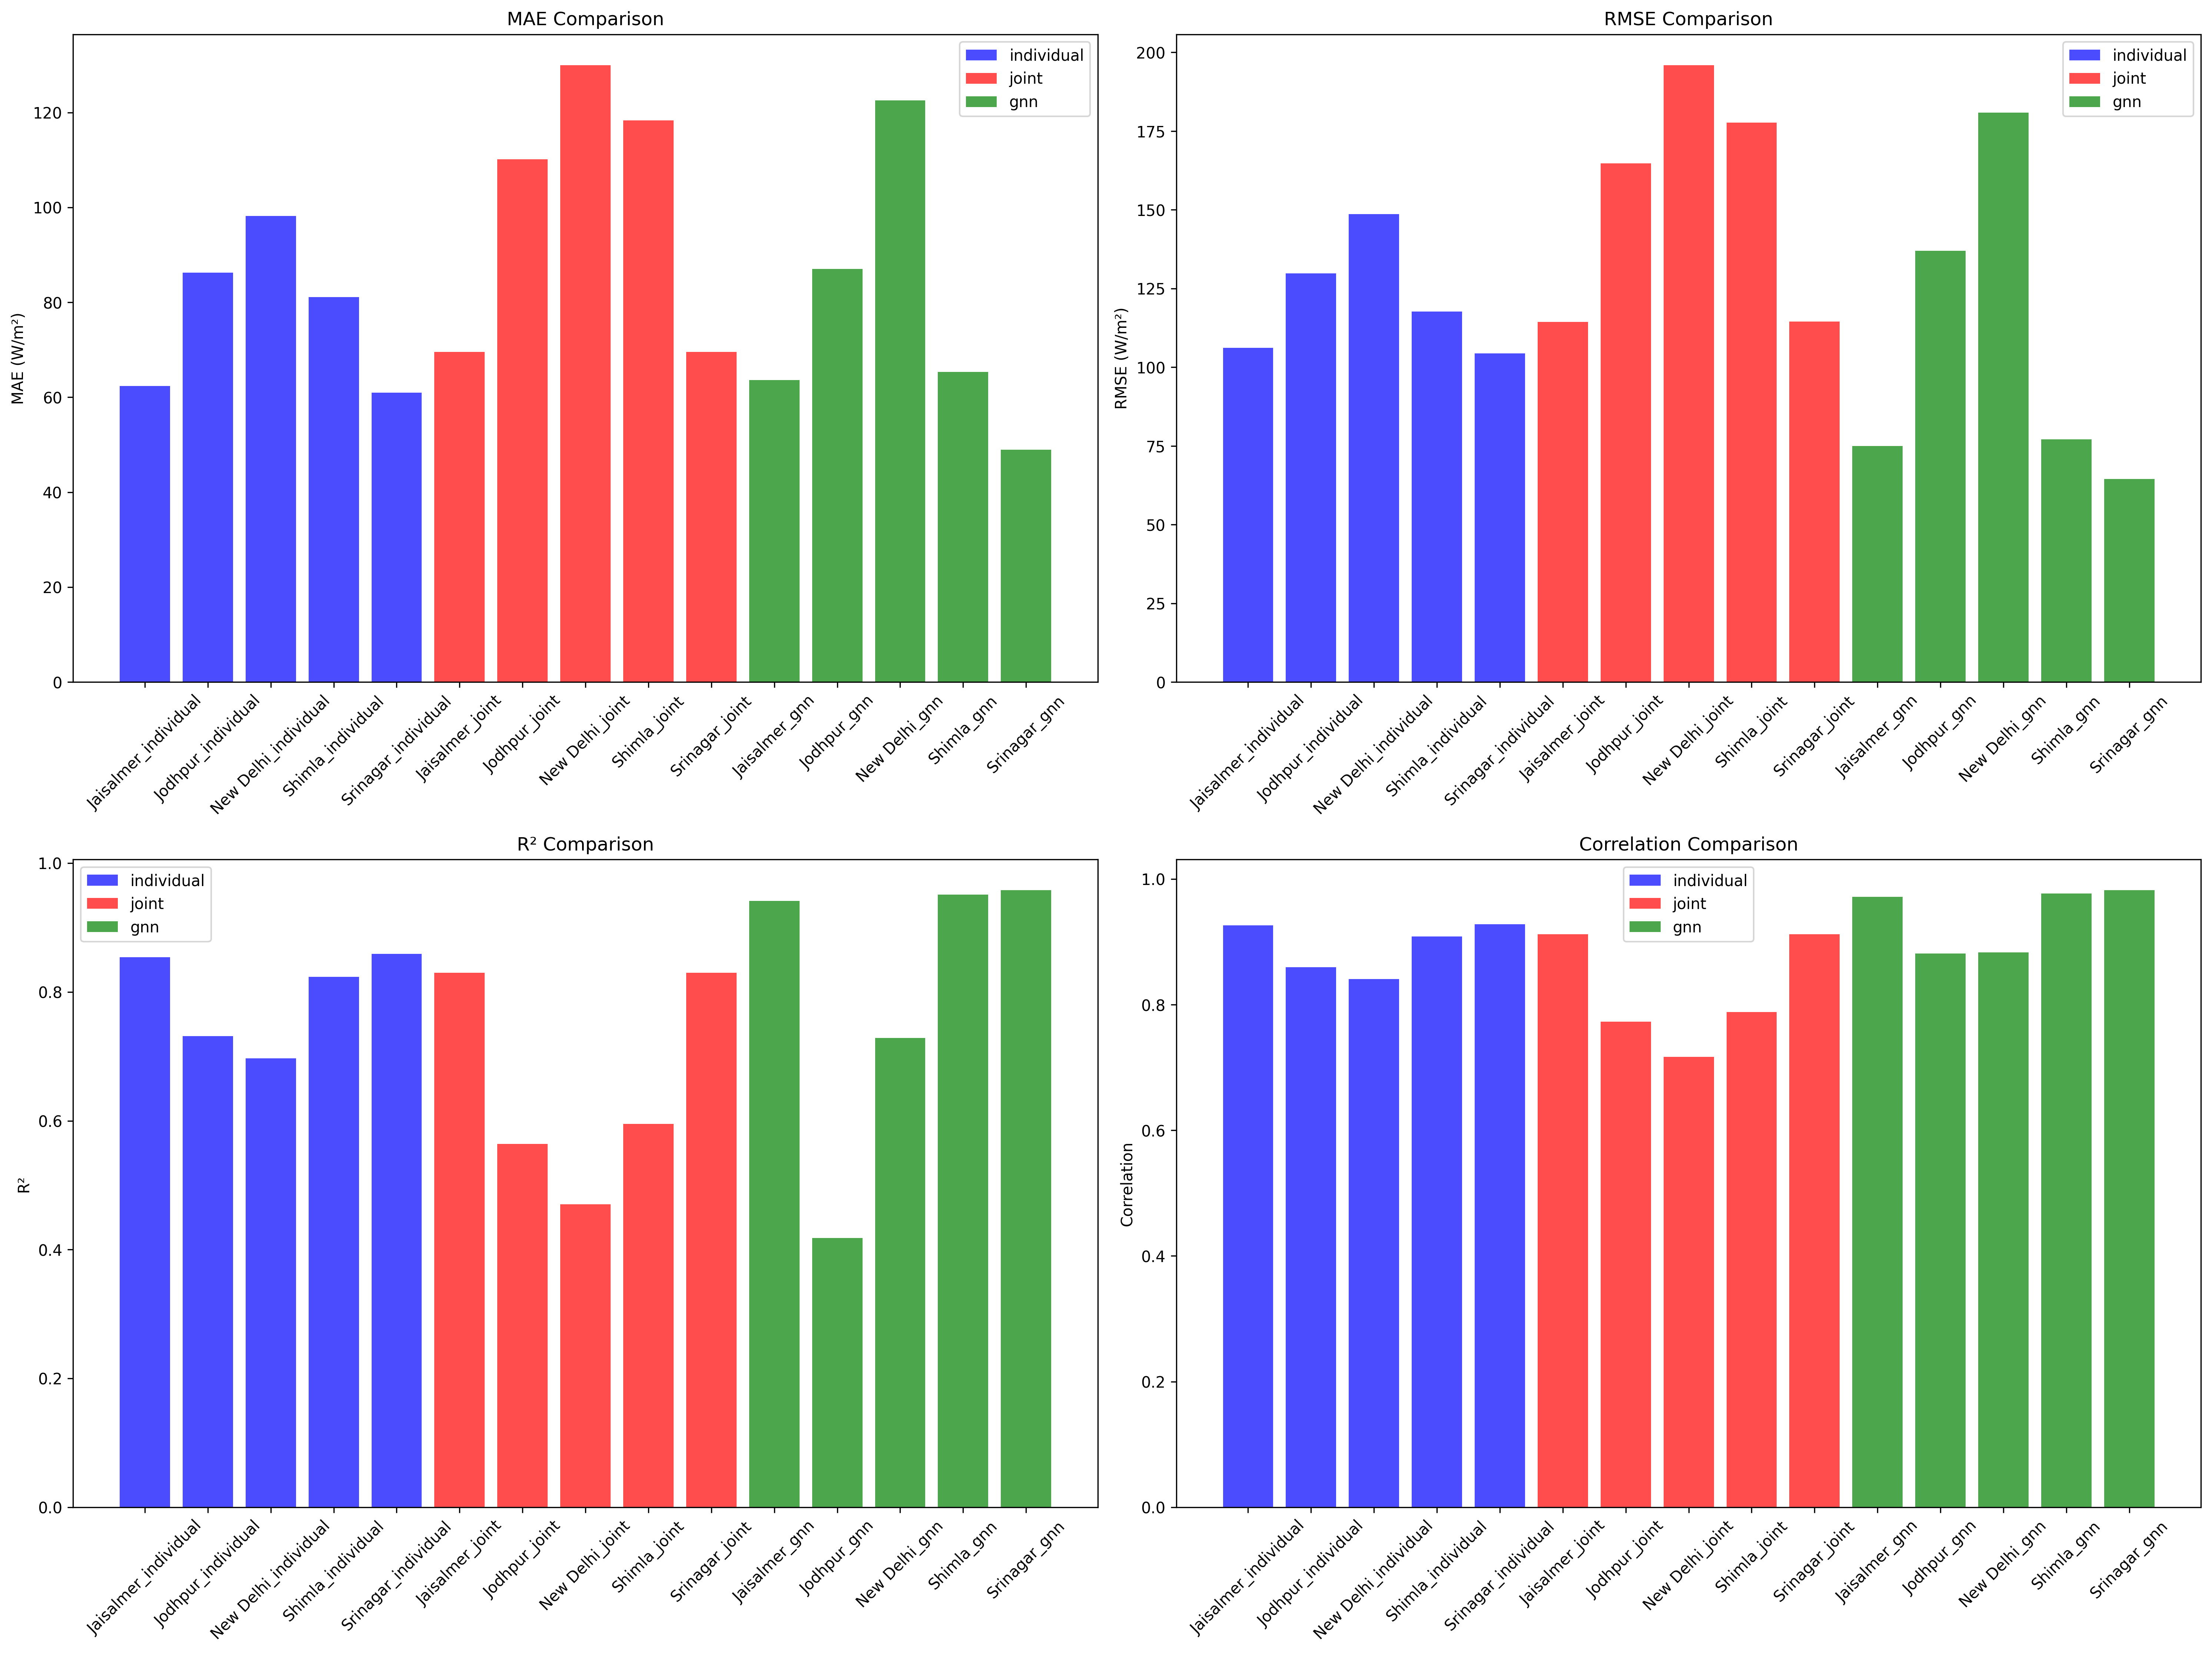 MAE Comparison
MAE (W/m²)
120
100
80
60
40
20
0
individual
joint
gnn
Jaisalmer_individual
Jodhpur_individual
New Delhi_individual
Shimla_individual
Srinagar_individual
Jaisalmer_joint
Jodhpur_joint
New Delhi_joint
Shimla_joint
Srinagar_joint
Jaisalmer_gnn
Jodhpur_gnn
New Delhi_gnn
Shimla_gnn
Srinagar_gnn
RMSE Comparison
RMSE (W/m²)
200
175
150
125
100
75
50
25
0
individual
joint
gnn
Jaisalmer_individual
Jodhpur_individual
New Delhi_individual
Shimla_individual
Srinagar_individual
Jaisalmer_joint
Jodhpur_joint
New Delhi_joint
Shimla_joint
Srinagar_joint
Jaisalmer_gnn
Jodhpur_gnn
New Delhi_gnn
Shimla_gnn
Srinagar_gnn
R² Comparison
R²
1.0
0.8
0.6
0.4
0.2
0.0
individual
joint
gnn
Jaisalmer_individual
Jodhpur_individual
New Delhi_individual
Shimla_individual
Srinagar_individual
Jaisalmer_joint
Jodhpur_joint
New Delhi_joint
Shimla_joint
Srinagar_joint
Jaisalmer_gnn
Jodhpur_gnn
New Delhi_gnn
Shimla_gnn
Srinagar_gnn
Correlation Comparison
Correlation
1.0
0.8
0.6
0.4
0.2
0.0
individual
joint
gnn
Jaisalmer_individual
Jodhpur_individual
New Delhi_individual
Shimla_individual
Srinagar_individual
Jaisalmer_joint
Jodhpur_joint
New Delhi_joint
Shimla_joint
Srinagar_joint
Jaisalmer_gnn
Jodhpur_gnn
New Delhi_gnn
Shimla_gnn
Srinagar_gnn